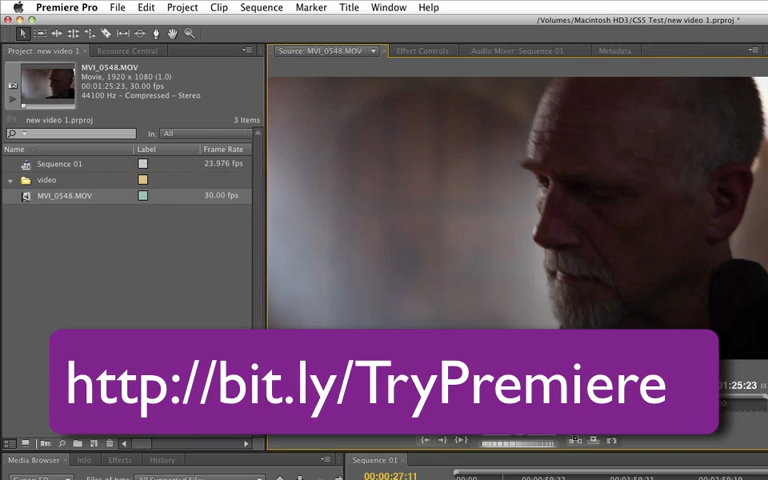 Premiere Pro File Edit Project Clip Sequence Marker Title Window Help
/Volumes/Macintosh HD3/CS5 Test/new video 1.prproj *
Project: new video 1 Resource Central
Source: MVI_0548.MOV Effect Controls Audio Mixer: Sequence 01 Metadata
MVI_0548.MOV
Movie, 1920 x 1080 (1.0)
00:01:25:23, 30.00 fps
44100 Hz - Compressed - Stereo
new video 1.prproj 3 Items
In: All
Name Label Frame Rate
Sequence 01 23.976 fps
video
MVI_0548.MOV 30.00 fps
http://bit.ly/TryPremiere
1:25:23
Media Browser Info Effects History
Sequence 01
00:00:27:11